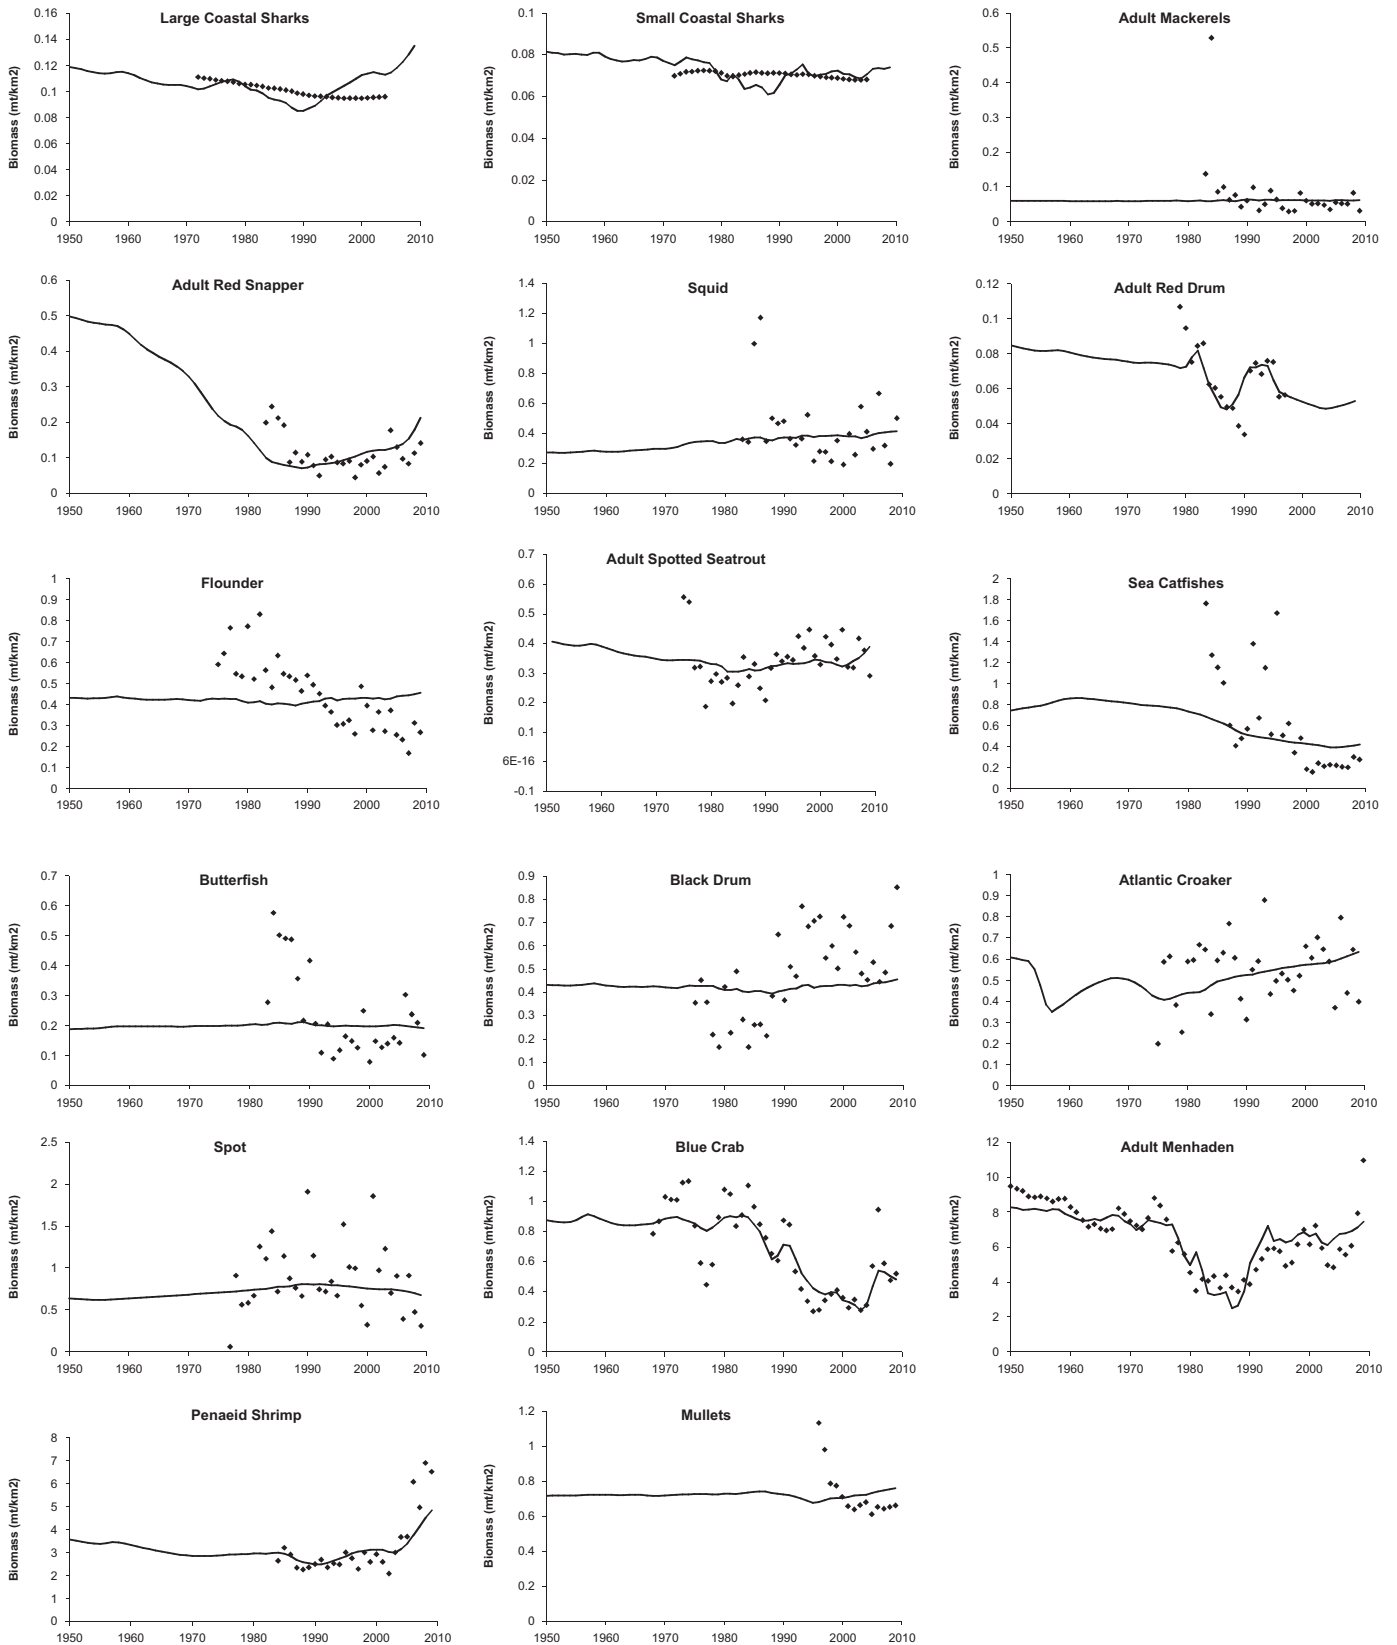 Large Coastal Sharks
Biomass (mt/km2)
0.16
0.14
0.12
0.1
0.08
0.06
0.04
0.02
0
1950 1960 1970 1980 1990 2000 2010
Small Coastal Sharks
Biomass (mt/km2)
0.1
0.08
0.06
0.04
0.02
0
1950 1960 1970 1980 1990 2000 2010
Adult Mackerels
Biomass (mt/km2)
0.6
0.5
0.4
0.3
0.2
0.1
0
1950 1960 1970 1980 1990 2000 2010
Adult Red Snapper
Biomass (mt/km2)
0.6
0.5
0.4
0.3
0.2
0.1
0
1950 1960 1970 1980 1990 2000 2010
Squid
Biomass (mt/km2)
1.4
1.2
1
0.8
0.6
0.4
0.2
0
1950 1960 1970 1980 1990 2000 2010
Adult Red Drum
Biomass (mt/km2)
0.12
0.1
0.08
0.06
0.04
0.02
0
1950 1960 1970 1980 1990 2000 2010
Flounder
Biomass (mt/km2)
1
0.9
0.8
0.7
0.6
0.5
0.4
0.3
0.2
0.1
0
1950 1960 1970 1980 1990 2000 2010
Adult Spotted Seatrout
Biomass (mt/km2)
0.7
0.6
0.5
0.4
0.3
0.2
0.1
6E-16
-0.1
1950 1960 1970 1980 1990 2000 2010
Sea Catfishes
Biomass (mt/km2)
2
1.8
1.6
1.4
1.2
1
0.8
0.6
0.4
0.2
0
1950 1960 1970 1980 1990 2000 2010
Butterfish
Biomass (mt/km2)
0.7
0.6
0.5
0.4
0.3
0.2
0.1
0
1950 1960 1970 1980 1990 2000 2010
Black Drum
Biomass (mt/km2)
0.9
0.8
0.7
0.6
0.5
0.4
0.3
0.2
0.1
0
1950 1960 1970 1980 1990 2000 2010
Atlantic Croaker
Biomass (mt/km2)
1
0.9
0.8
0.7
0.6
0.5
0.4
0.3
0.2
0.1
0
1950 1960 1970 1980 1990 2000 2010
Spot
Biomass (mt/km2)
2.5
2
1.5
1
0.5
0
1950 1960 1970 1980 1990 2000 2010
Blue Crab
Biomass (mt/km2)
1.4
1.2
1
0.8
0.6
0.4
0.2
0
1950 1960 1970 1980 1990 2000 2010
Adult Menhaden
Biomass (mt/km2)
12
10
8
6
4
2
0
1950 1960 1970 1980 1990 2000 2010
Penaeid Shrimp
Biomass (mt/km2)
8
7
6
5
4
3
2
1
0
1950 1960 1970 1980 1990 2000 2010
Mullets
Biomass (mt/km2)
1.2
1
0.8
0.6
0.4
0.2
0
1950 1960 1970 1980 1990 2000 2010